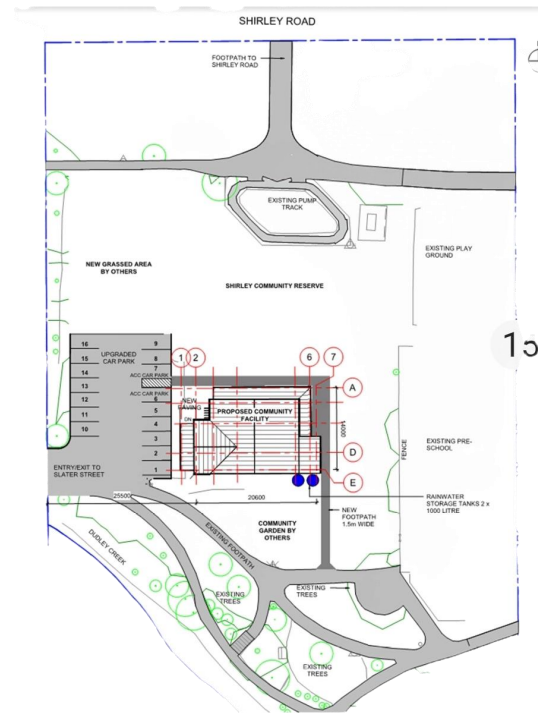 SHIRLEY ROAD
FOOTPATH TO
SHIRLEY ROAD
EXISTING PUMP
TRACK
EXISTING PLAY
GROUND
NEW GRASSED AREA
BY OTHERS
SHIRLEY COMMUNITY RESERVE
15
16
15
14
13
12
11
10
UPGRADED
CAR PARK
9
8
7
ACC CAR PARK
ACC CAR PARK
6
5
4
3
2
1
1
2
6
7
A
D
E
NEW
PAVING
DN
PROPOSED COMMUNITY
FACILITY
14000
FENCE
EXISTING PRE-
SCHOOL
ENTRY/EXIT TO
SLATER STREET
25500
20600
RAINWATER
STORAGE TANKS 2 x
1000 LITRE
NEW
FOOTPATH
1.5m WIDE
COMMUNITY
GARDEN BY
OTHERS
EXISTING FOOTPATH
DUDLEY CREEK
EXISTING
TREES
EXISTING
TREES
EXISTING
TREES